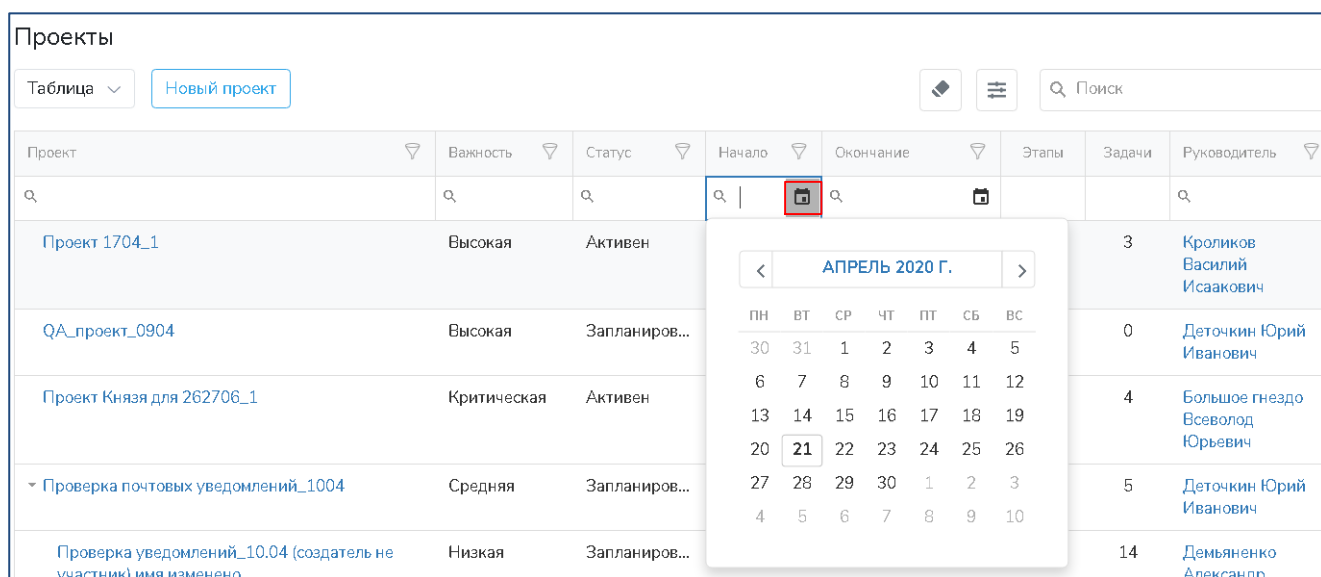 Проекты
Таблица Новый проект Поиск
Проект Важность Статус Начало Окончание Этапы Задачи Руководитель
Проект 1704_1 Высокая Активен 3 Кроликов
Василий
Исаакович
АПРЕЛЬ 2020 Г.
ПН ВТ СР ЧТ ПТ СБ ВС
30 31 1 2 3 4 5
6 7 8 9 10 11 12
13 14 15 16 17 18 19
20 21 22 23 24 25 26
27 28 29 30 1 2 3
4 5 6 7 8 9 10
QA_проект_0904 Высокая Запланиров... 0 Деточкин Юрий
Иванович
Проект Князя для 262706_1 Критическая Активен 4 Большое гнездо
Всеволод
Юрьевич
Проверка почтовых уведомлений_1004 Средняя Запланиров... 5 Деточкин Юрий
Иванович
Проверка уведомлений_10.04 (создатель не Низкая Запланиров... 14 Демьяненко
участник) имя изменено Александр